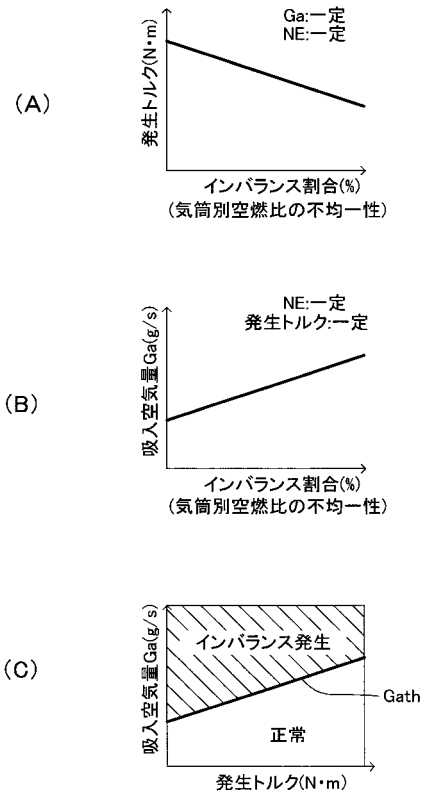 (A)
Ga:一定
NE:一定
発生トルク(N・m)
インバランス割合(%)
(気筒別空燃比の不均一性)
(B)
NE:一定
発生トルク:一定
吸入空気量Ga(g/s)
インバランス割合(%)
(気筒別空燃比の不均一性)
(C)
吸入空気量Ga(g/s)
インバランス発生
Gath
正常
発生トルク(N・m)